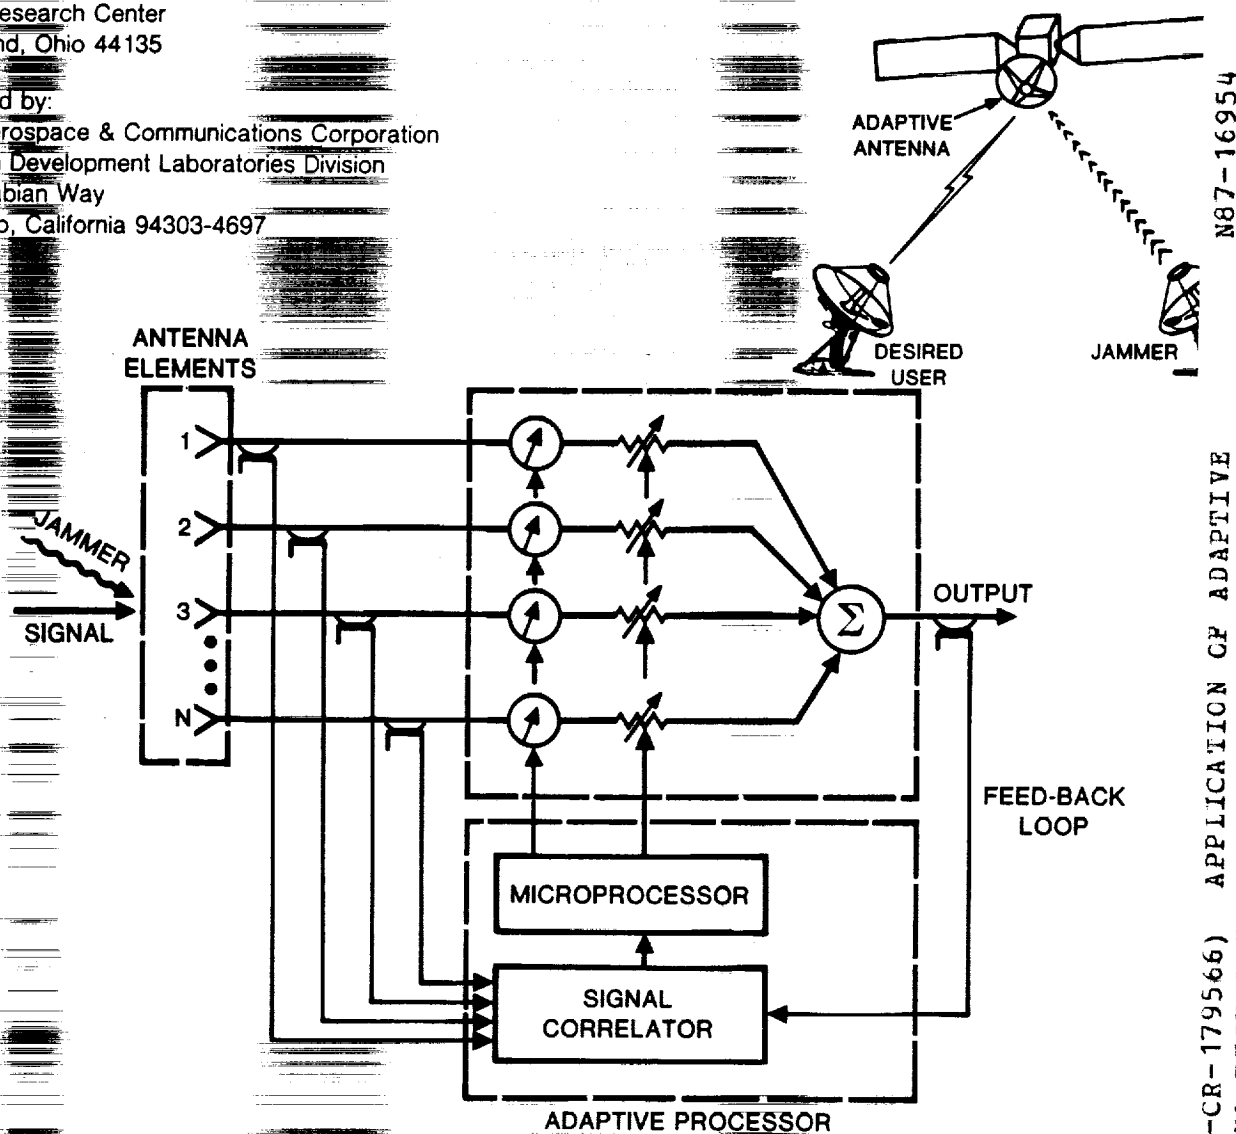 esearch Center
nd, Ohio 44135
d by:
rospace & Communications Corporation
Development Laboratories Division
bian Way
o, California 94303-4697
ADAPTIVE
ANTENNA
DESIRED
USER
JAMMER
N87-16954
ANTENNA
ELEMENTS
1
2
3
N
JAMMER
SIGNAL
Σ
OUTPUT
FEED-BACK
LOOP
MICROPROCESSOR
SIGNAL
CORRELATOR
ADAPTIVE PROCESSOR
-CR-179566) APPLICATION OF ADAPTIVE